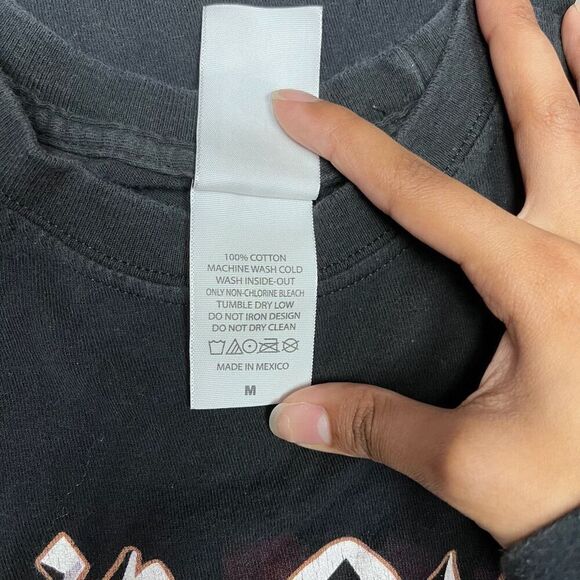 100% COTTON
MACHINE WASH COLD
WASH INSIDE-OUT
ONLY NON-CHLORINE BLEACH
TUMBLE DRY LOW
DO NOT IRON DESIGN
DO NOT DRY CLEAN
MADE IN MEXICO
M